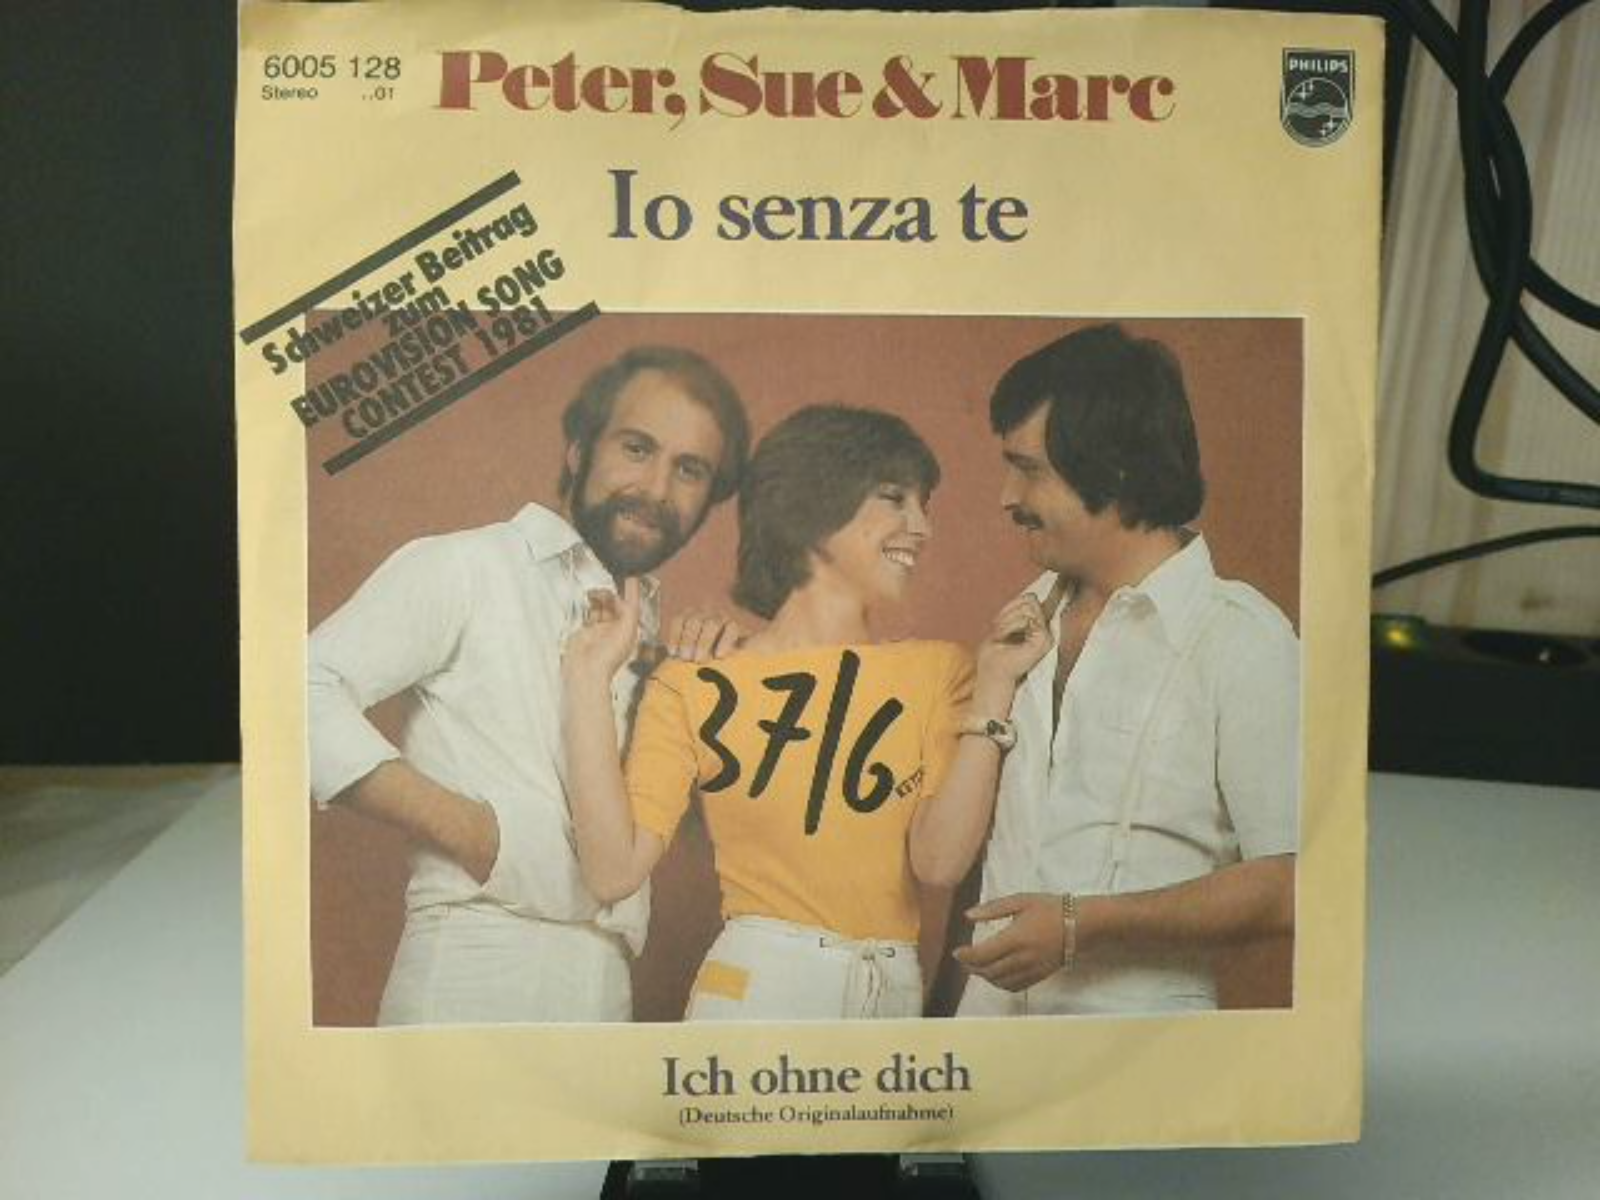 6005 128
Stereo ..01
Peter, Sue & Marc
PHILIPS
Io senza te
Schweizer Beitrag
zum
EUROVISION SONG
CONTEST 1981
37/6
Ich ohne dich
(Deutsche Originalaufnahme)